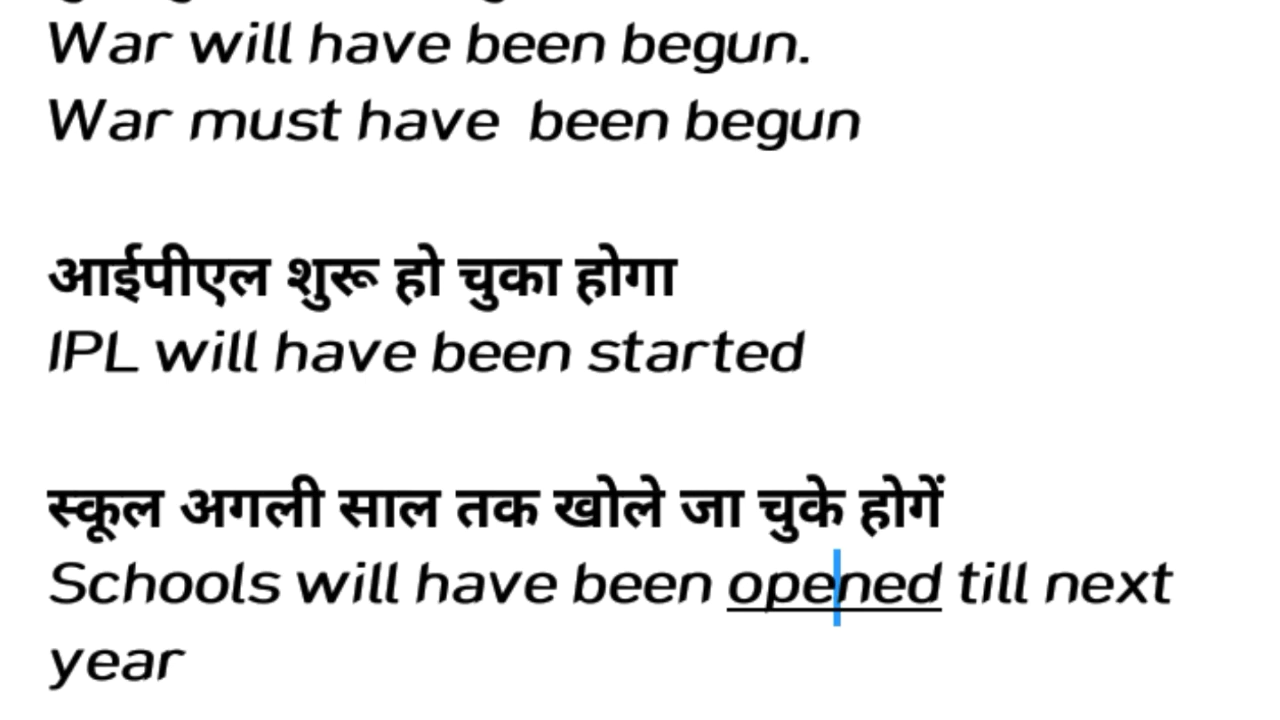 War will have been begun.
War must have  been begun
आईपीएल शुरू हो चुका होगा
IPL will have been started
स्कूल अगली साल तक खोले जा चुके होगें
Schools will have been opened till next
year